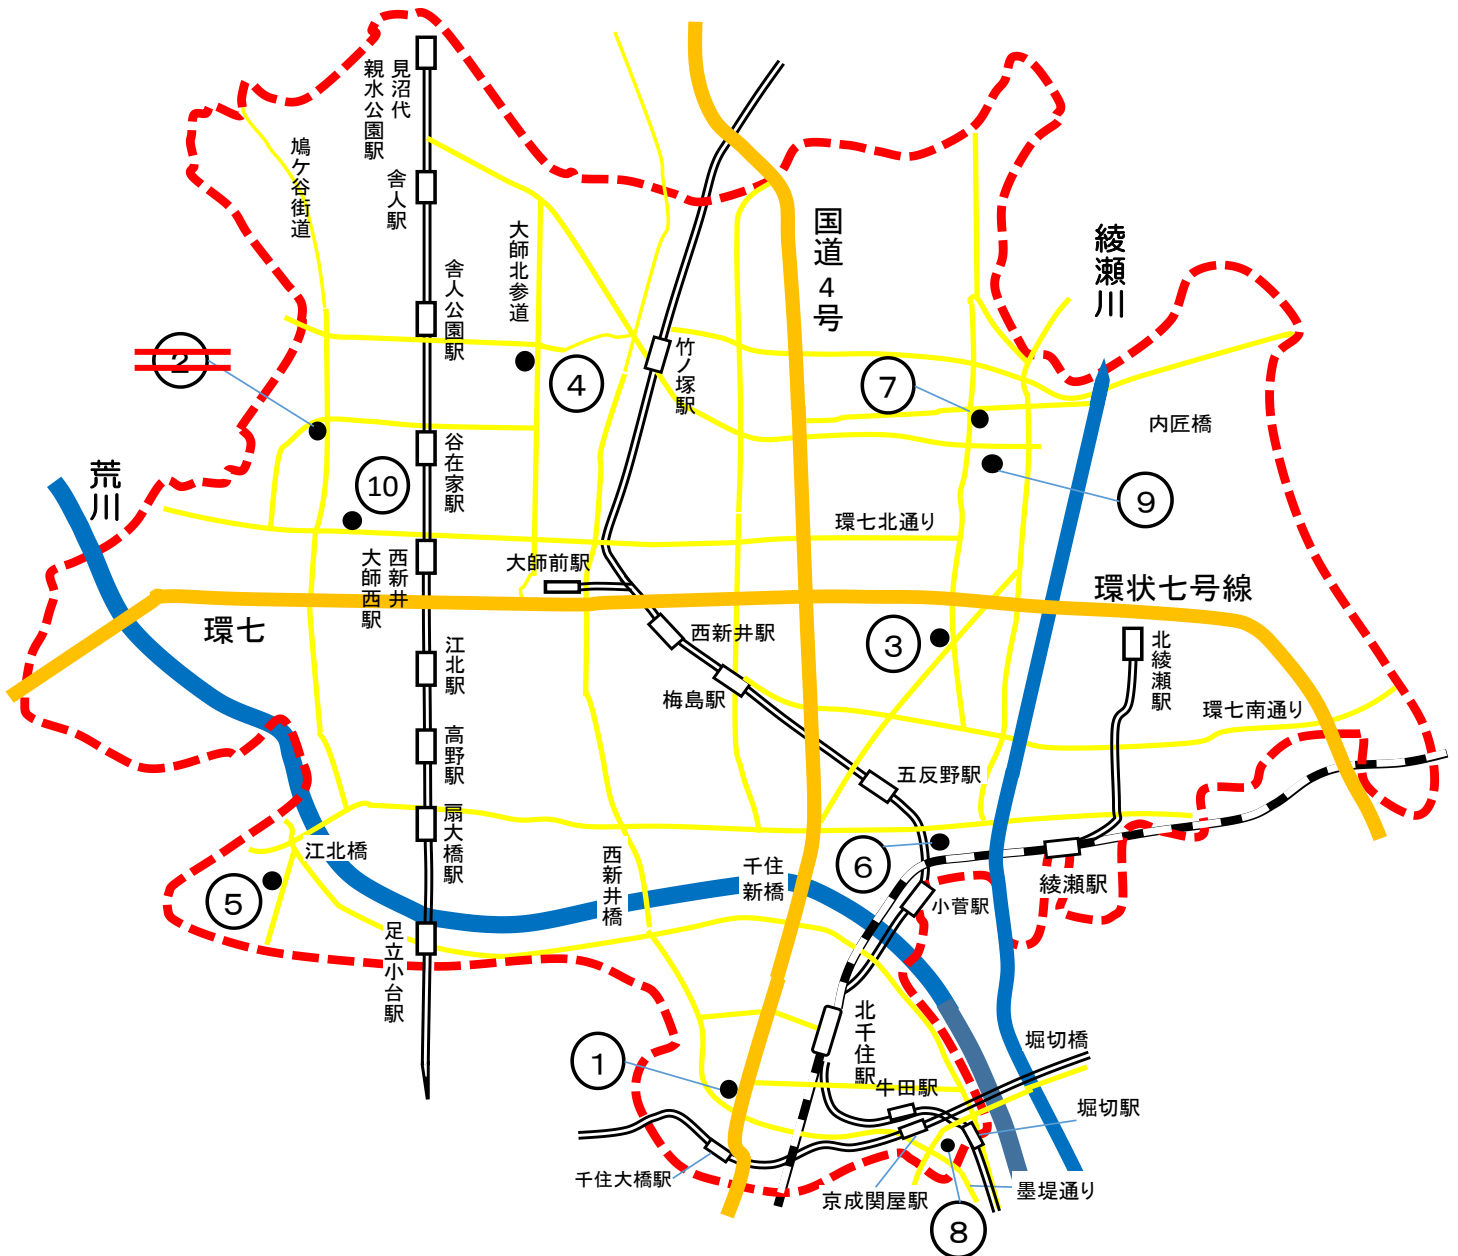 見沼代
親水公園駅
鳩ケ谷街道
舎人駅
大師北参道
国道4号
綾瀬川
舎人公園駅
竹ノ塚駅
2
4
7
内匠橋
谷在家駅
荒川
10
9
環七北通り
大師前駅
西新井
大師西駅
環状七号線
環七
西新井駅
3
北綾瀬駅
江北駅
梅島駅
環七南通り
高野駅
五反野駅
扇大橋駅
江北橋
西新井橋
千住
新橋
6
綾瀬駅
5
小菅駅
足立小台駅
北千住駅
堀切橋
1
牛田駅
堀切駅
千住大橋駅
京成関屋駅
墨堤通り
8